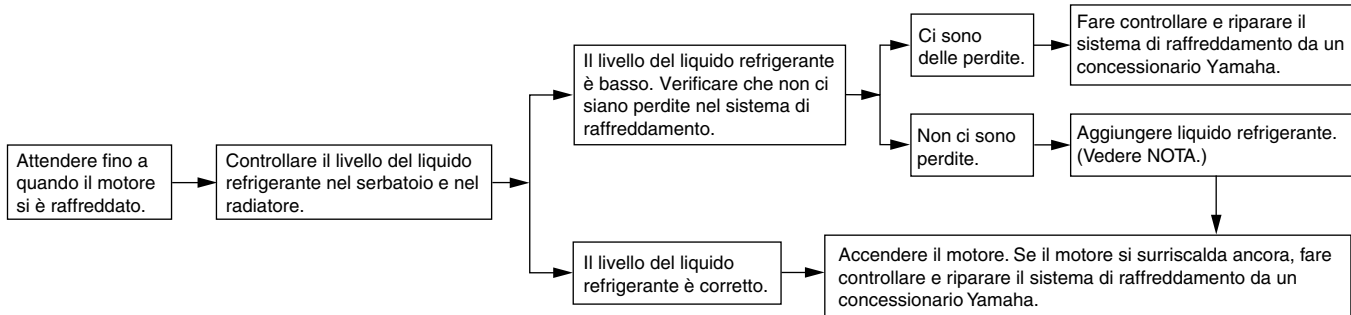 Attendere fino a
quando il motore
si è raffreddato.
Controllare il livello del liquido
refrigerante nel serbatoio e nel
radiatore.
Il livello del liquido refrigerante
è basso. Verificare che non ci
siano perdite nel sistema di
raffreddamento.
Ci sono
delle perdite.
Fare controllare e riparare il
sistema di raffreddamento da un
concessionario Yamaha.
Non ci sono
perdite.
Aggiungere liquido refrigerante.
(Vedere NOTA.)
Il livello del liquido
refrigerante è corretto.
Accendere il motore. Se il motore si surriscalda ancora, fare
controllare e riparare il sistema di raffreddamento da un
concessionario Yamaha.